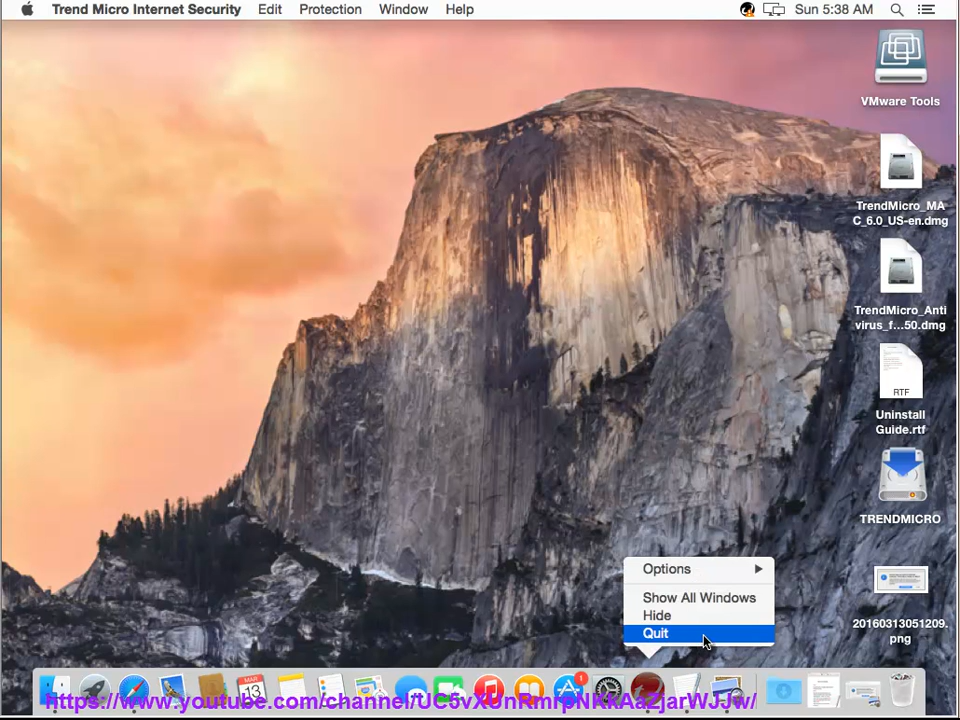 Trend Micro Internet Security Edit Protection Window Help Sun 5:38 AM
VMware Tools
TrendMicro_MA
C_6.0_US-en.dmg
TrendMicro_Anti
virus_f...50.dmg
RTF
Uninstall
Guide.rtf
TRENDMICRO
20160313051209.
png
Options
Show All Windows
Hide
Quit
MAR
13
1